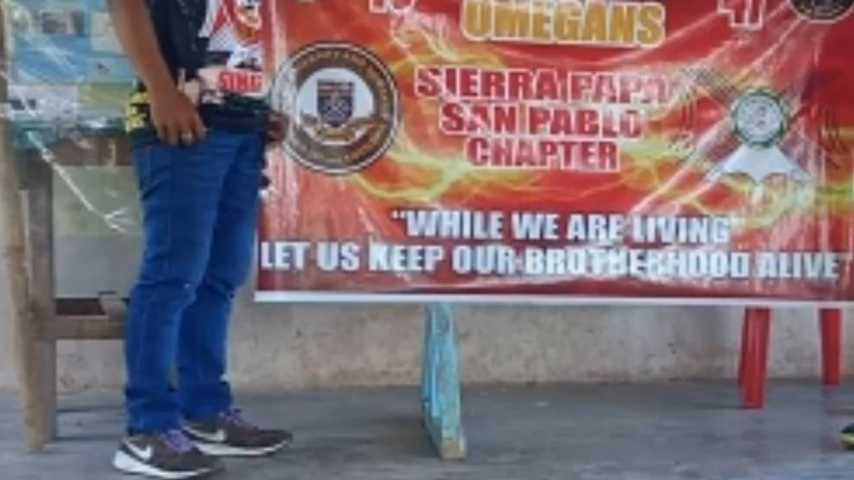 OMEGANS
SIERRA PAPA
SAN PABLO
CHAPTER
"WHILE WE ARE LIVING"
LET US KEEP OUR BROTHERHOOD ALIVE